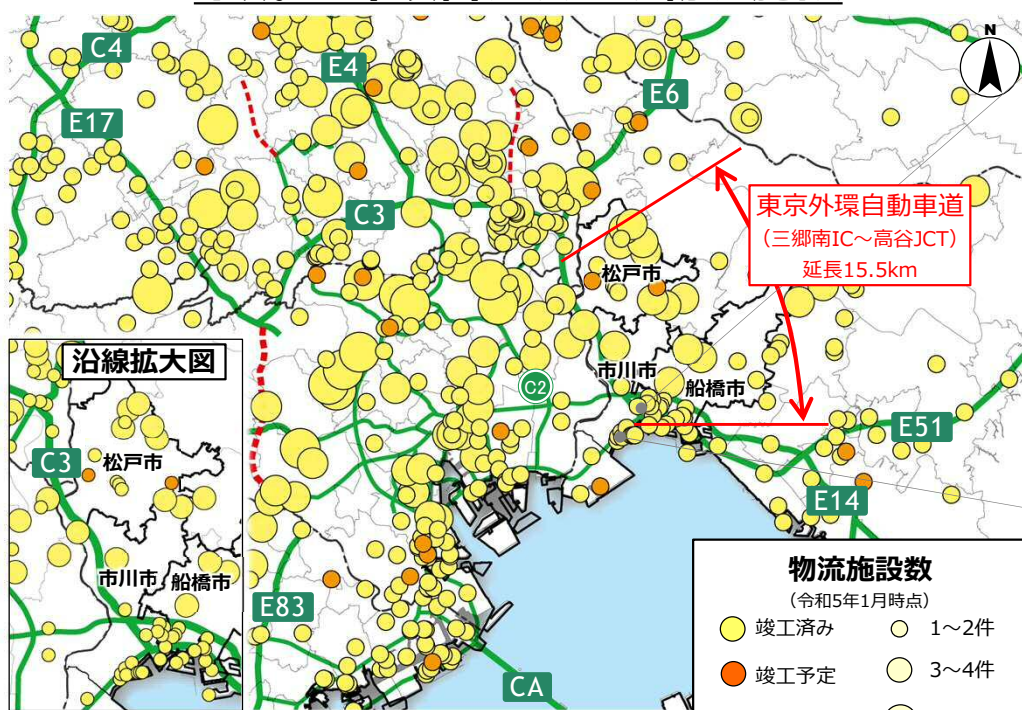 C4
E17
E4
E6
N
C3
東京外環自動車道
（三郷南IC～高谷JCT）
延長15.5km
松戸市
市川市
船橋市
C2
E51
E14
E83
CA
沿線拡大図
C3
松戸市
市川市
船橋市
物流施設数
（令和5年1月時点）
竣工済み
1～2件
竣工予定
3～4件